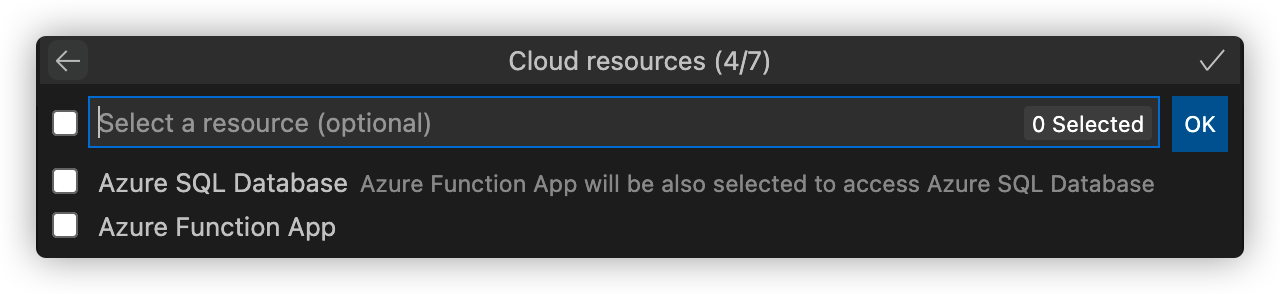 Cloud resources (4/7)
Select a resource (optional) 0 Selected OK
Azure SQL Database Azure Function App will be also selected to access Azure SQL Database
Azure Function App